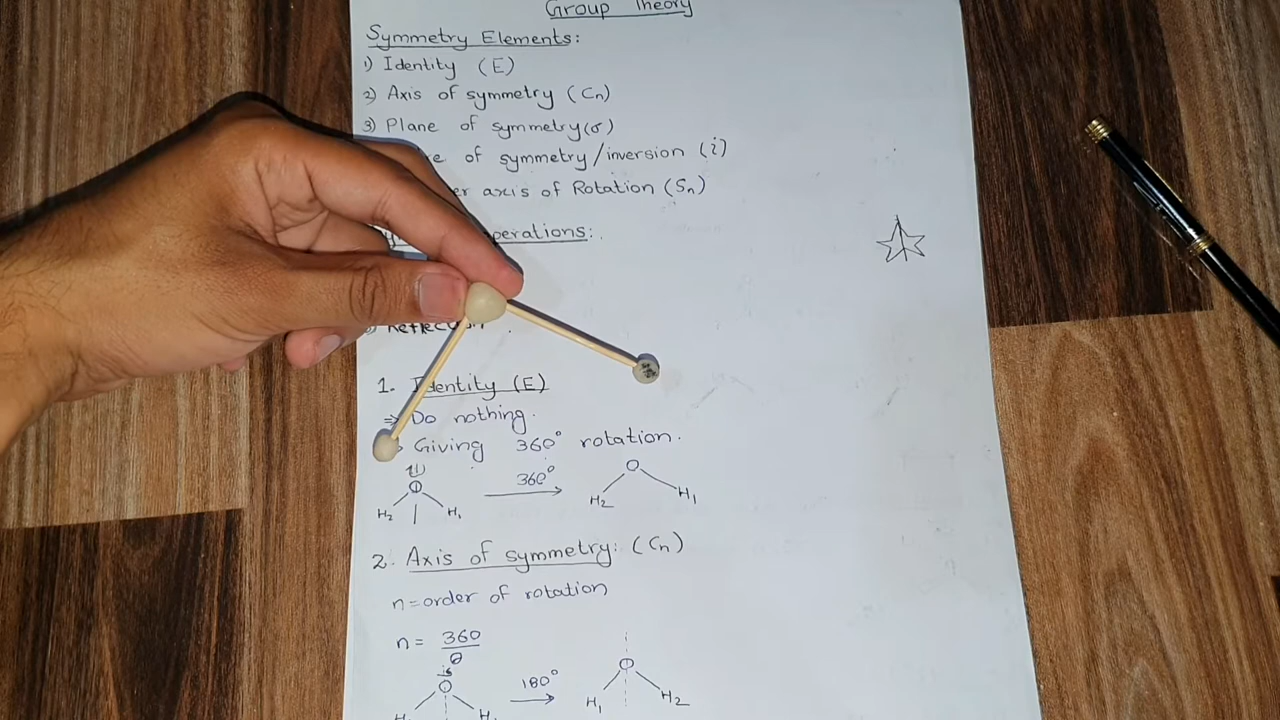 Group Theory
Symmetry Elements:
1) Identity (E)
2) Axis of symmetry (Cn)
3) Plane of symmetry (σ)
of symmetry/inversion (i)
axis of Rotation (Sn)
perations:
1. Identity (E)
⇒ Do nothing.
Giving 360° rotation.
O H2 H1 360° O H2 H1
2. Axis of symmetry: (Cn)
n=order of rotation
n = 360/θ
O 180° O H1 H2